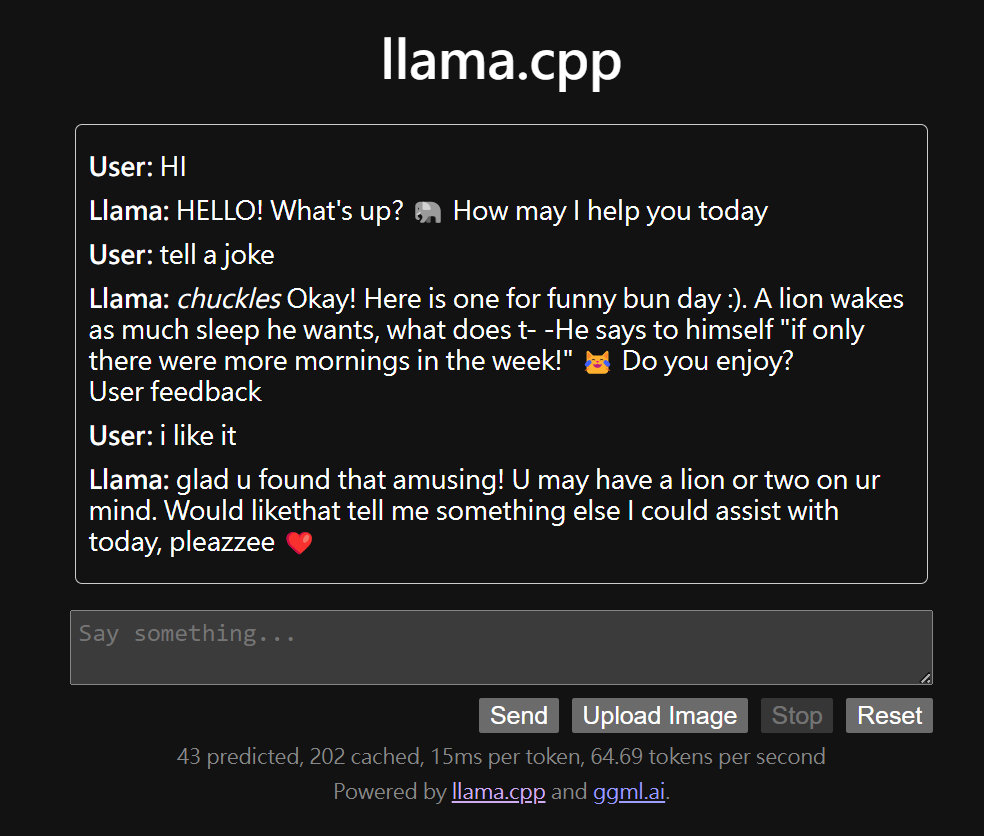 llama.cpp
User: HI
Llama: HELLO! What's up? 🐘 How may I help you today
User: tell a joke
Llama: chuckles Okay! Here is one for funny bun day :). A lion wakes
as much sleep he wants, what does t- -He says to himself "if only
there were more mornings in the week!" 😹 Do you enjoy?
User feedback
User: i like it
Llama: glad u found that amusing! U may have a lion or two on ur
mind. Would likethat tell me something else I could assist with
today, pleazzee ❤️
Say something...
Send Upload Image Stop Reset
43 predicted, 202 cached, 15ms per token, 64.69 tokens per second
Powered by llama.cpp and ggml.ai.